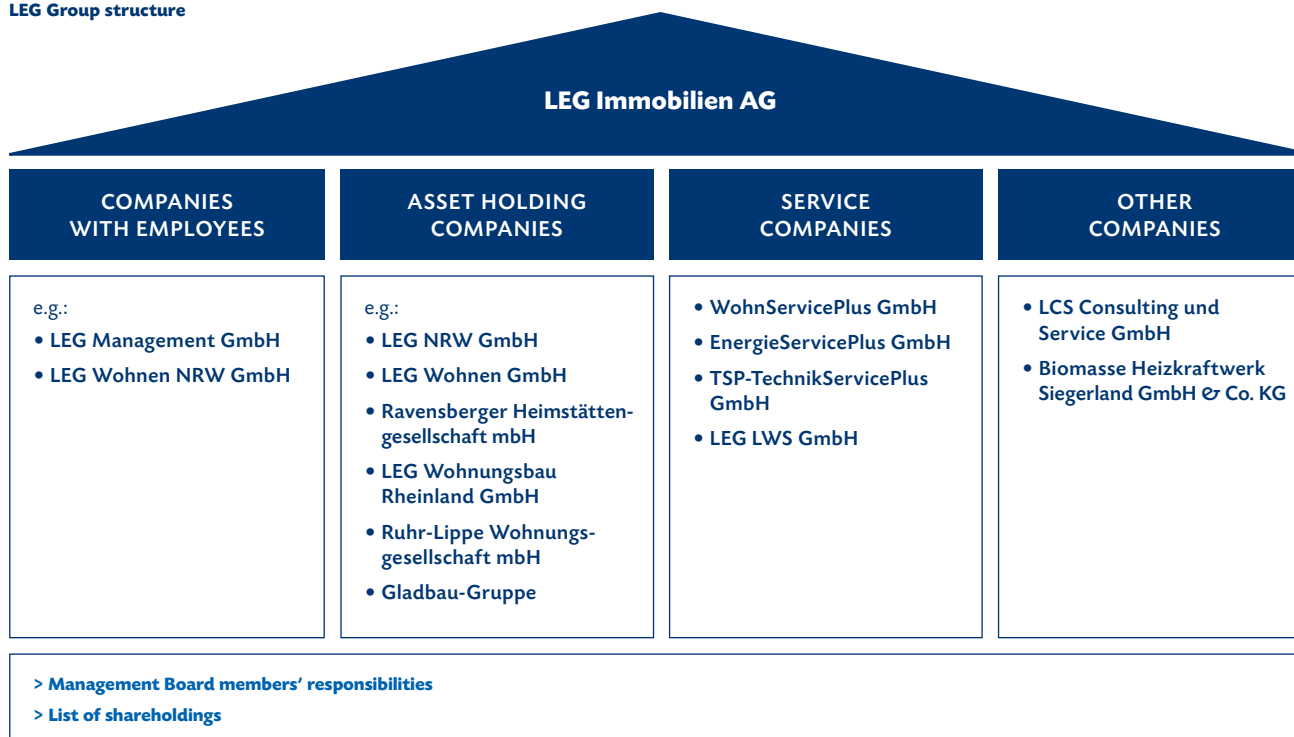 LEG Group structure
LEG Immobilien AG
COMPANIES
WITH EMPLOYEES
e.g.:
• LEG Management GmbH
• LEG Wohnen NRW GmbH
ASSET HOLDING
COMPANIES
e.g.:
• LEG NRW GmbH
• LEG Wohnen GmbH
• Ravensberger Heimstätten-
gesellschaft mbH
• LEG Wohnungsbau
Rheinland GmbH
• Ruhr-Lippe Wohnungs-
gesellschaft mbH
• Gladbau-Gruppe
SERVICE
COMPANIES
• WohnServicePlus GmbH
• EnergieServicePlus GmbH
• TSP-TechnikServicePlus
GmbH
• LEG LWS GmbH
OTHER
COMPANIES
• LCS Consulting und
Service GmbH
• Biomasse Heizkraftwerk
Siegerland GmbH & Co. KG
> Management Board members’ responsibilities
> List of shareholdings